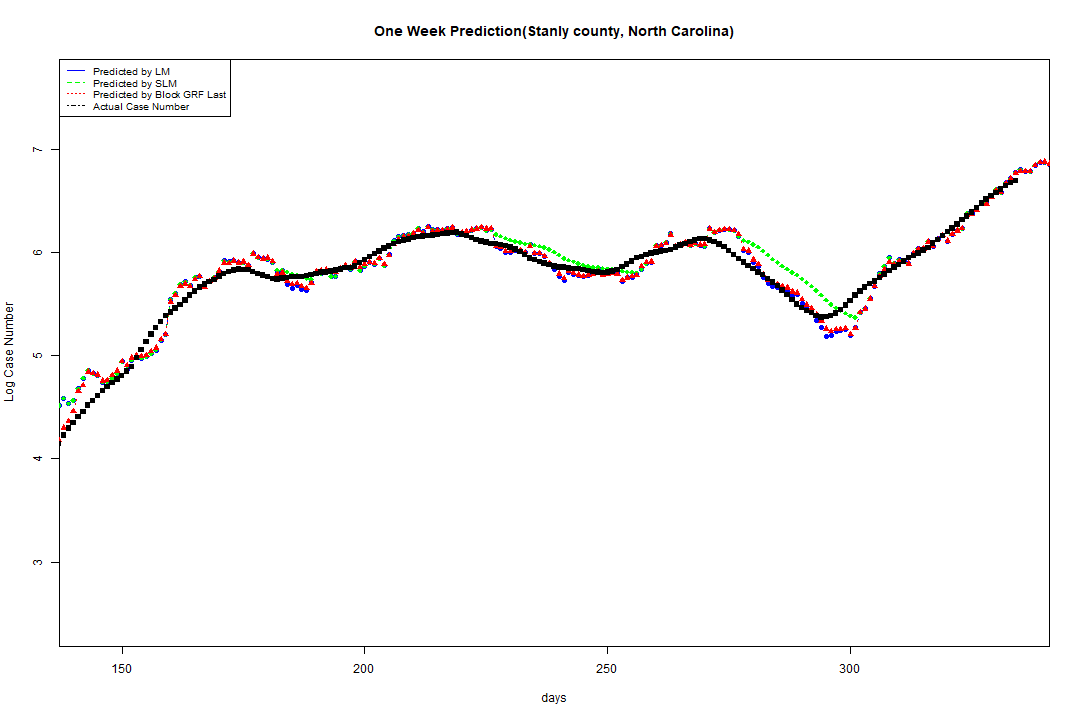 One Week Prediction(Stanly county, North Carolina)
Predicted by LM
Predicted by SLM
Predicted by Block GRF Last
Actual Case Number
7
6
5
4
3
Log Case Number
150
200
250
300
days